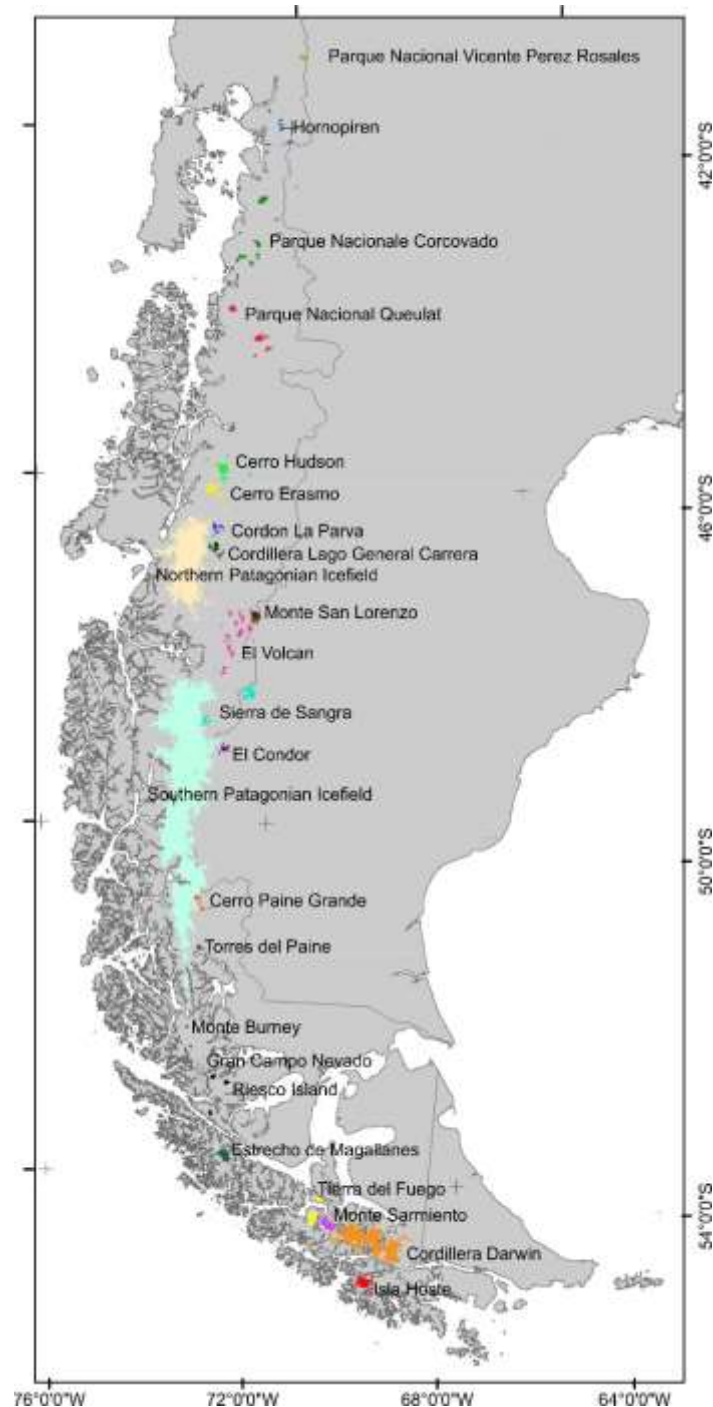 Parque Nacional Vicente Perez Rosales
Hornopiren
42°0'0"S
Parque Nacionale Corcovado
Parque Nacional Queulat
Cerro Hudson
Cerro Erasmo
46°0'0"S
Cordon La Parva
Cordillera Lago General Carrera
Northern Patagonian Icefield
Monte San Lorenzo
El Volcan
Sierra de Sangra
El Condor
Southern Patagonian Icefield
50°0'0"S
Cerro Paine Grande
Torres del Paine
Monte Burney
Gran Campo Nevado
Riesco Island
Estrecho de Magallanes
Tierra del Fuego
Monte Sarmiento
54°0'0"S
Cordillera Darwin
Isla Hoste
76°0'0"W 72°0'0"W 68°0'0"W 64°0'0"W